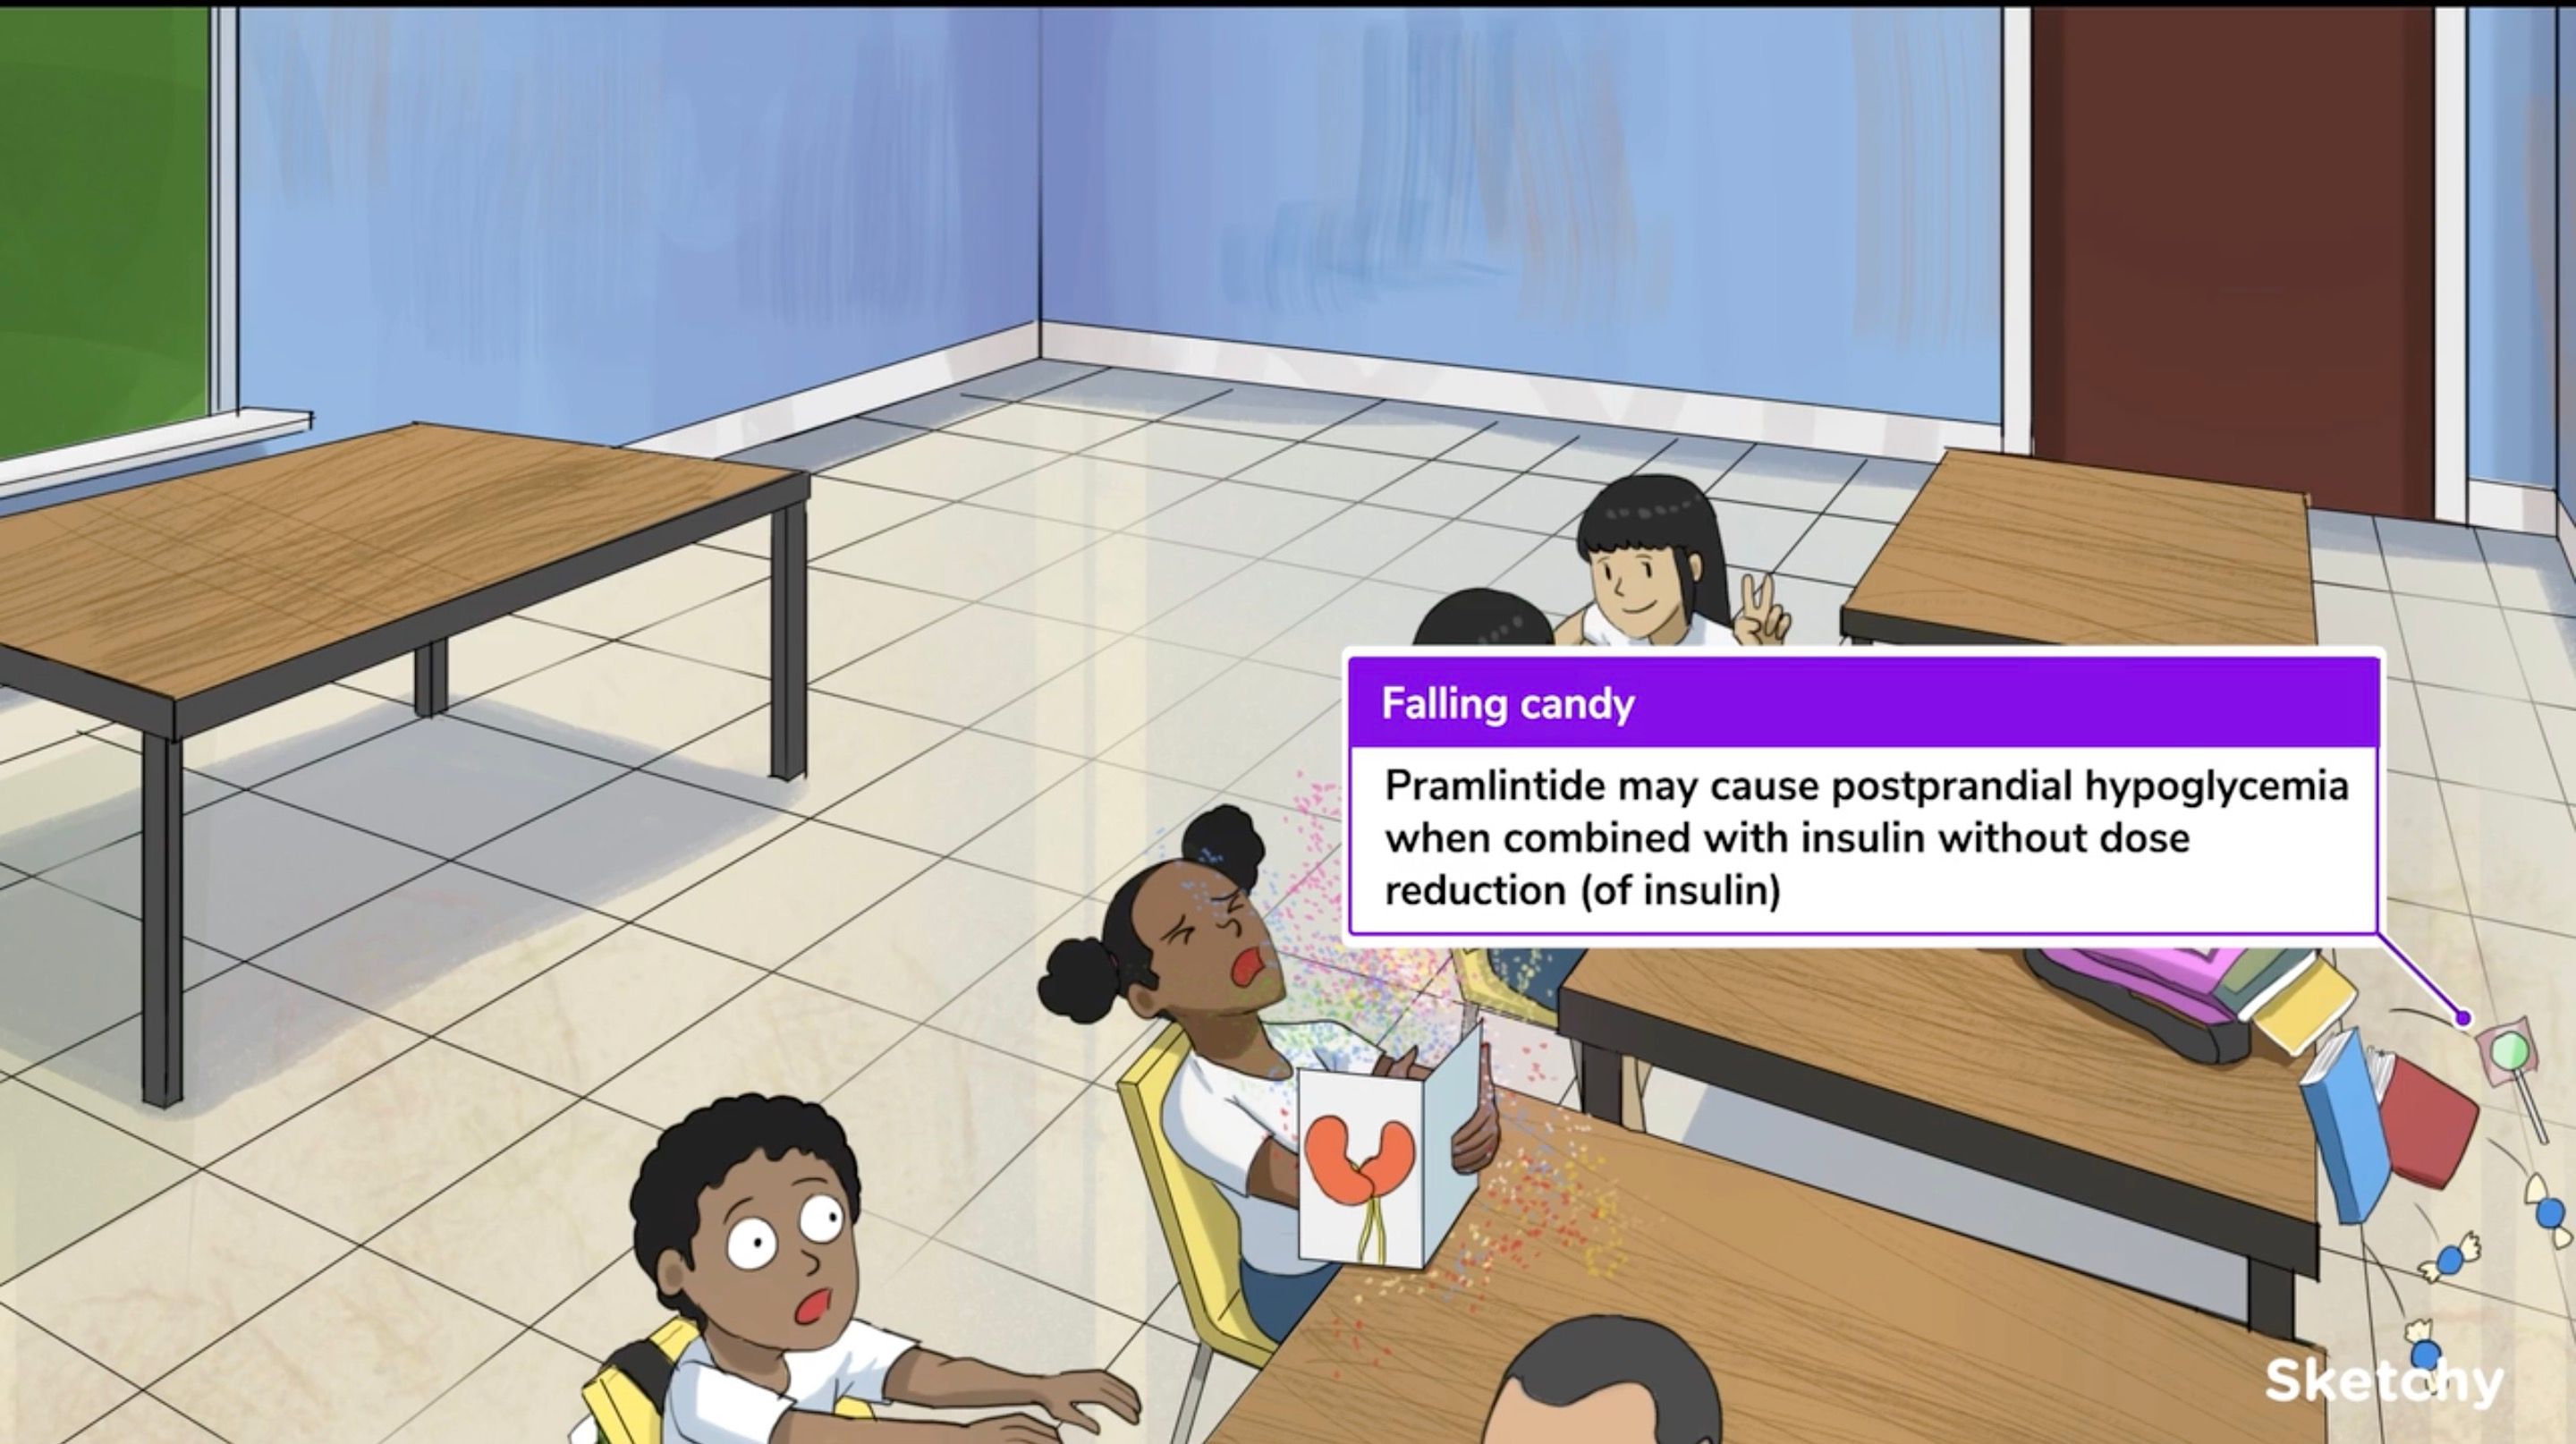 Falling candy
Pramlintide may cause postprandial hypoglycemia
when combined with insulin without dose
reduction (of insulin)
Sketchy